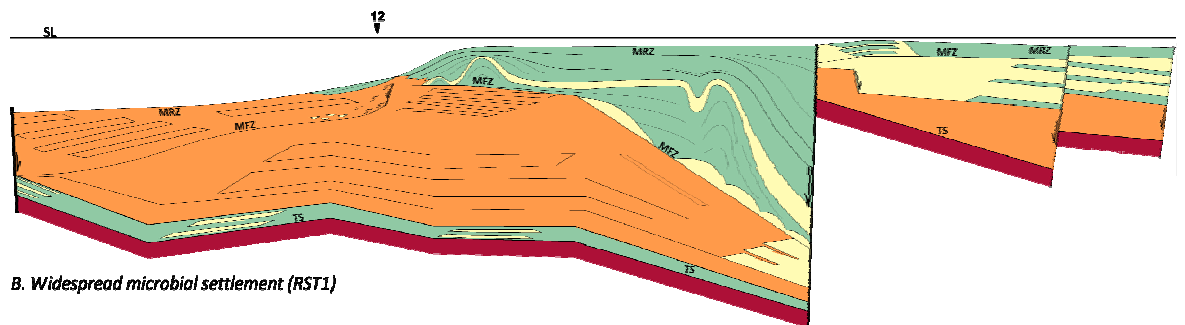 12
SL
MRZ
MFZ
MRZ
MFZ
MFZ
MRZ
MFZ
TS
TS
TS
B. Widespread microbial settlement (RST1)